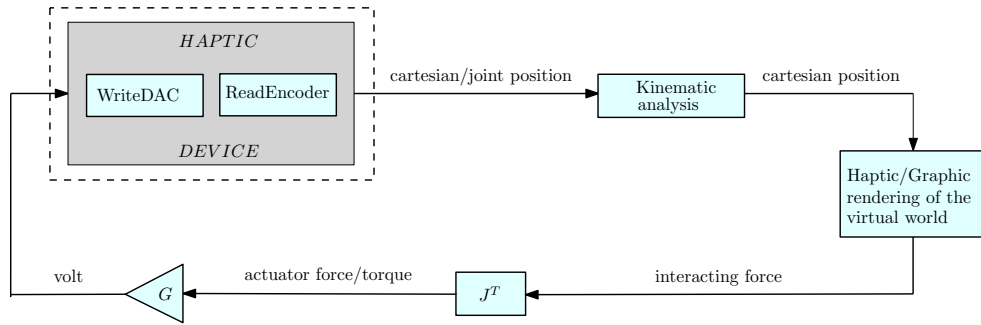 HAPTIC
WriteDAC
ReadEncoder
DEVICE
cartesian/joint position
Kinematic
analysis
cartesian position
Haptic/Graphic
rendering of the
virtual world
volt
G
actuator force/torque
J^T
interacting force